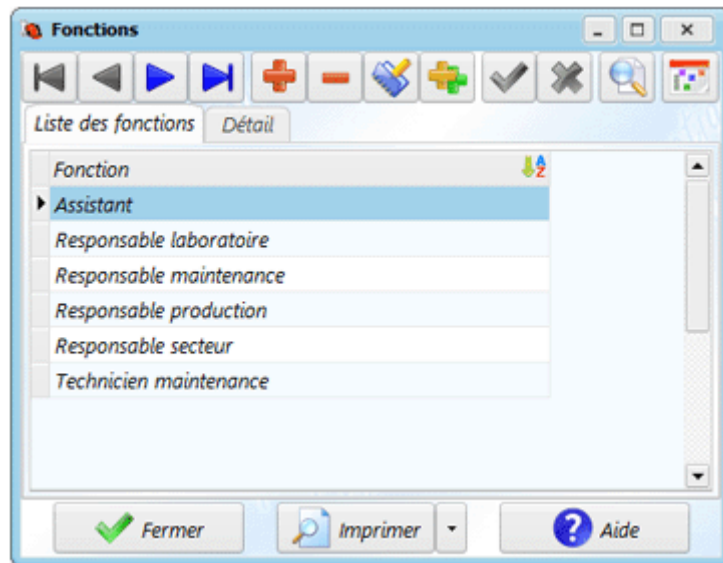 Fonctions
Liste des fonctions Détail
Fonction
Assistant
Responsable laboratoire
Responsable maintenance
Responsable production
Responsable secteur
Technicien maintenance
Fermer Imprimer Aide